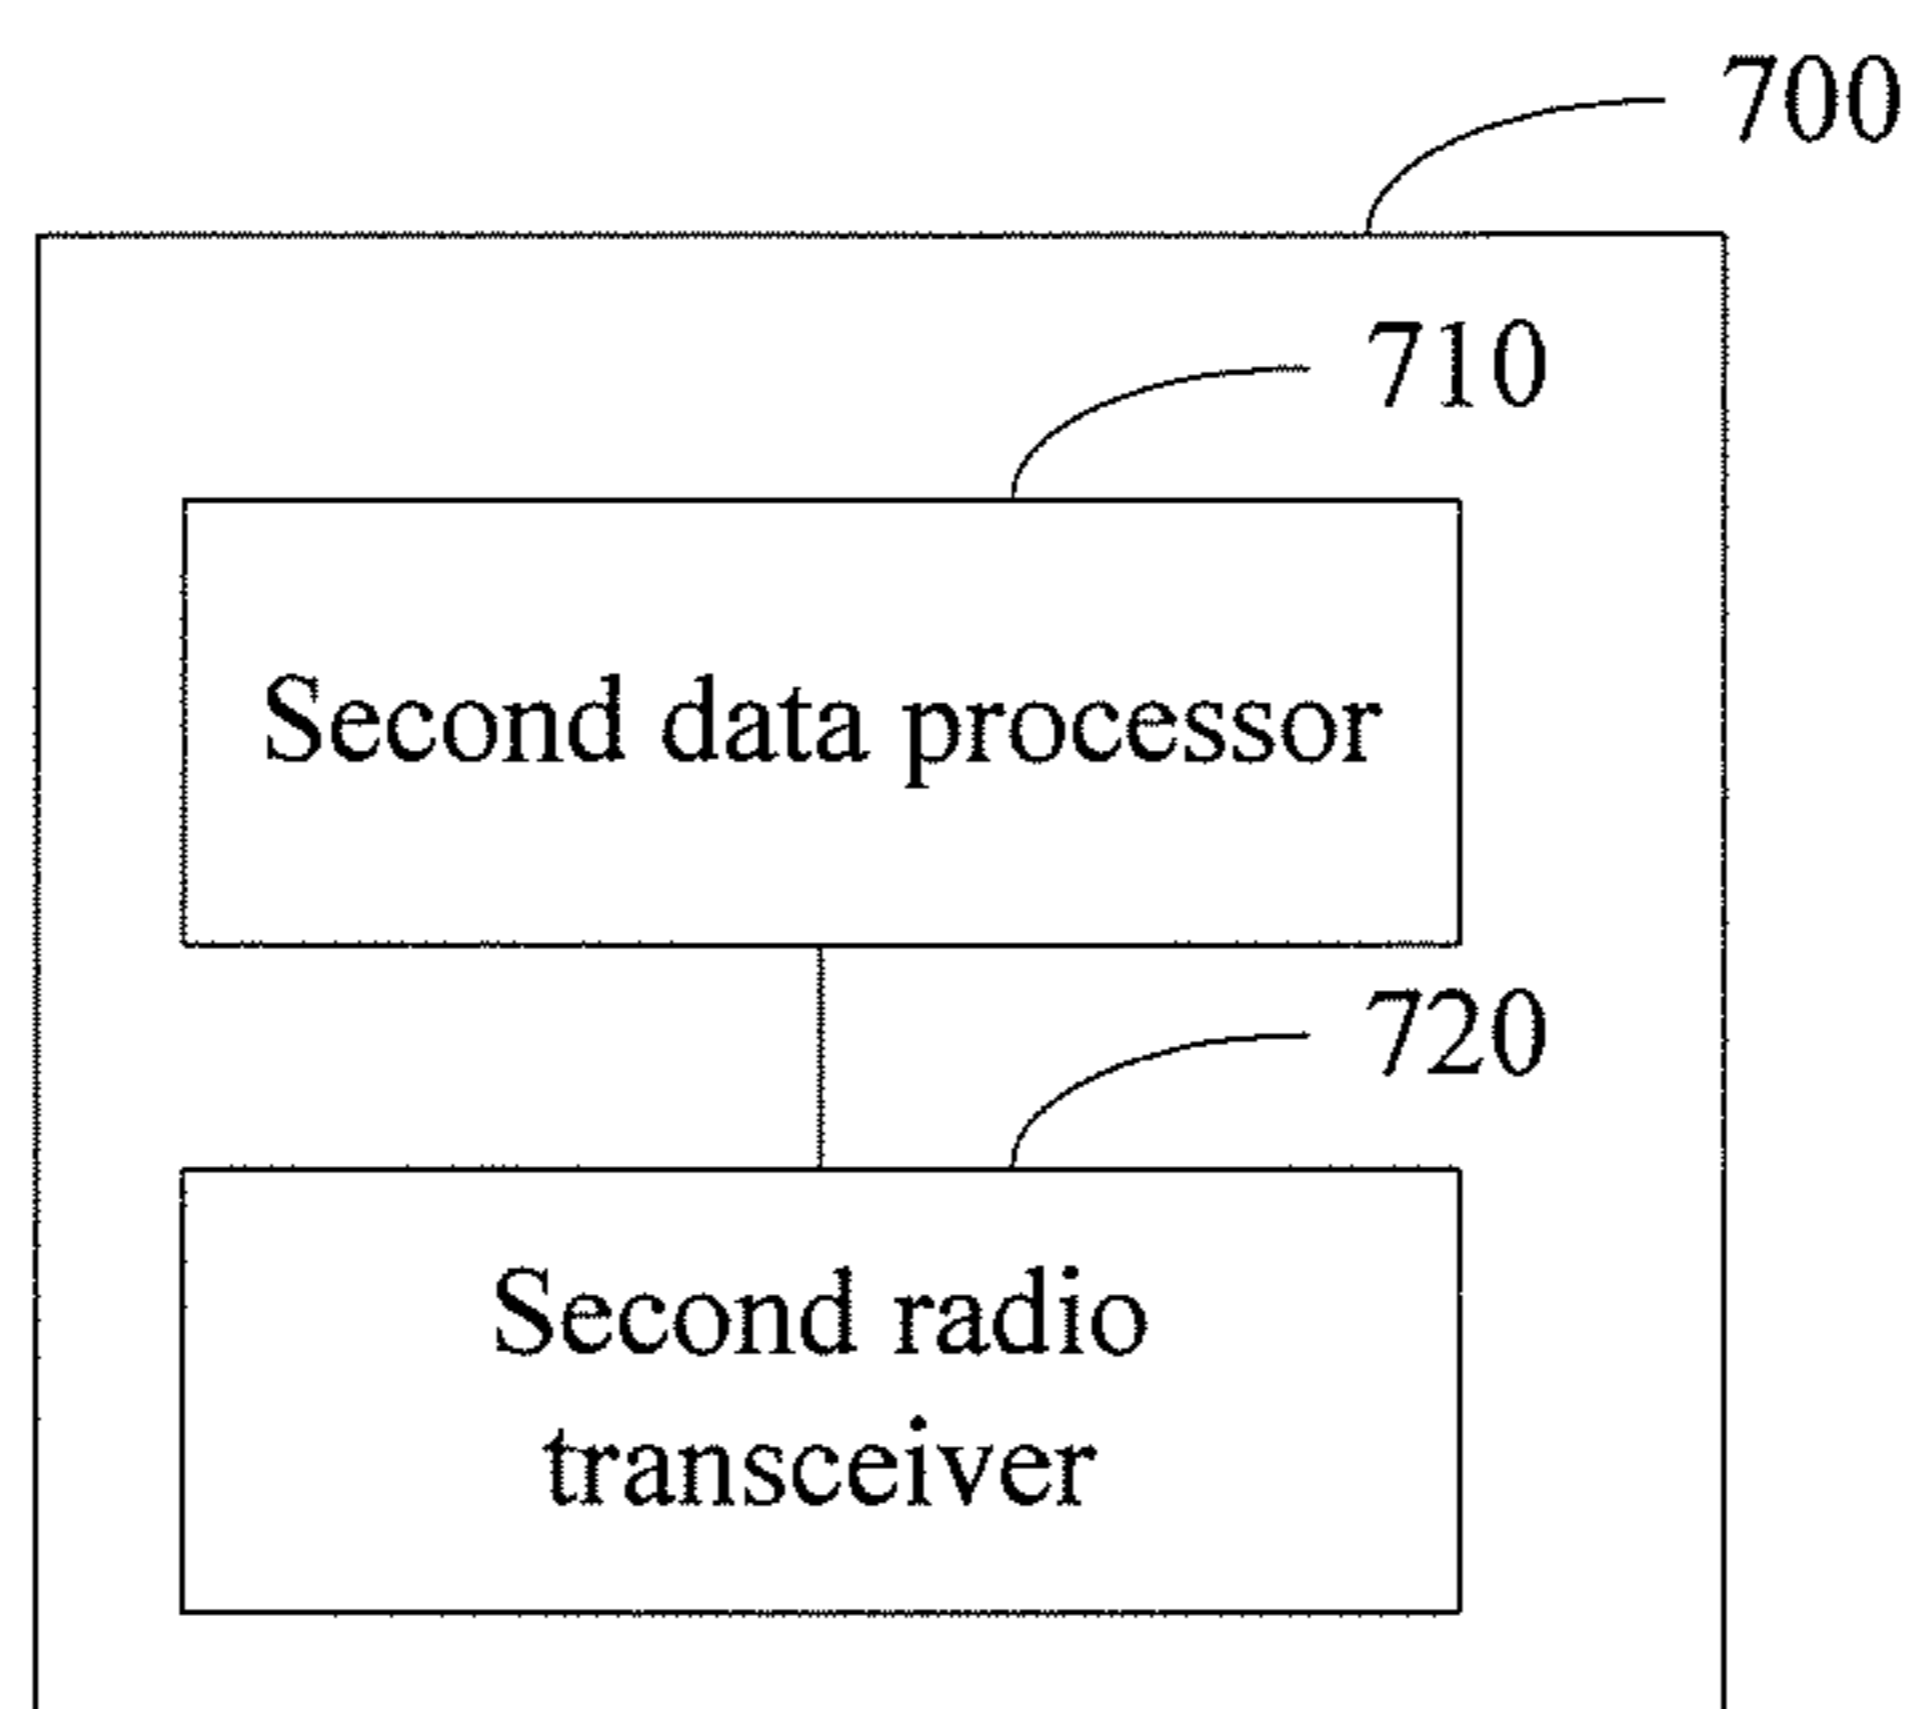 700
710
Second data processor
720
Second radio
transceiver